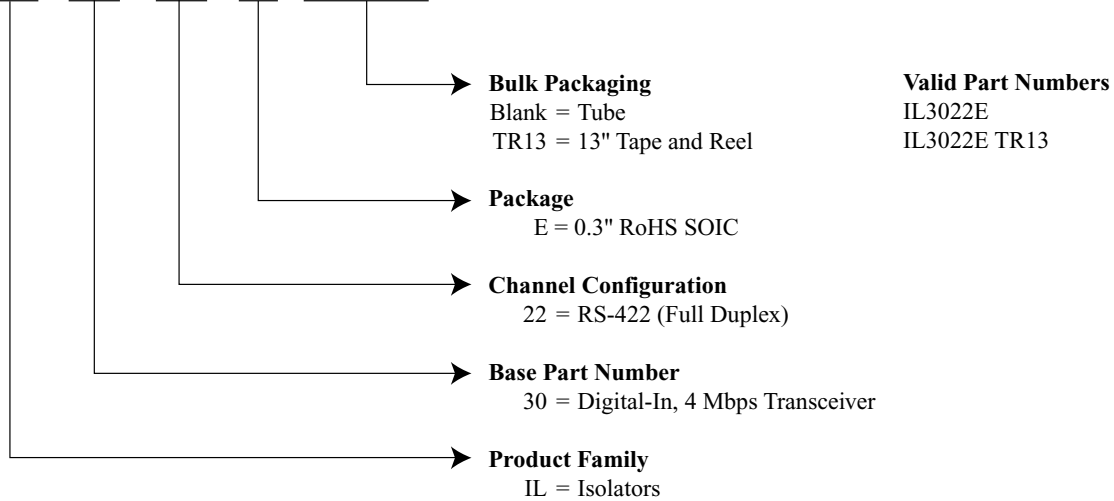 Bulk Packaging
Blank = Tube
TR13 = 13" Tape and Reel
Valid Part Numbers
IL3022E
IL3022E TR13
Package
E = 0.3" RoHS SOIC
Channel Configuration
22 = RS-422 (Full Duplex)
Base Part Number
30 = Digital-In, 4 Mbps Transceiver
Product Family
IL = Isolators